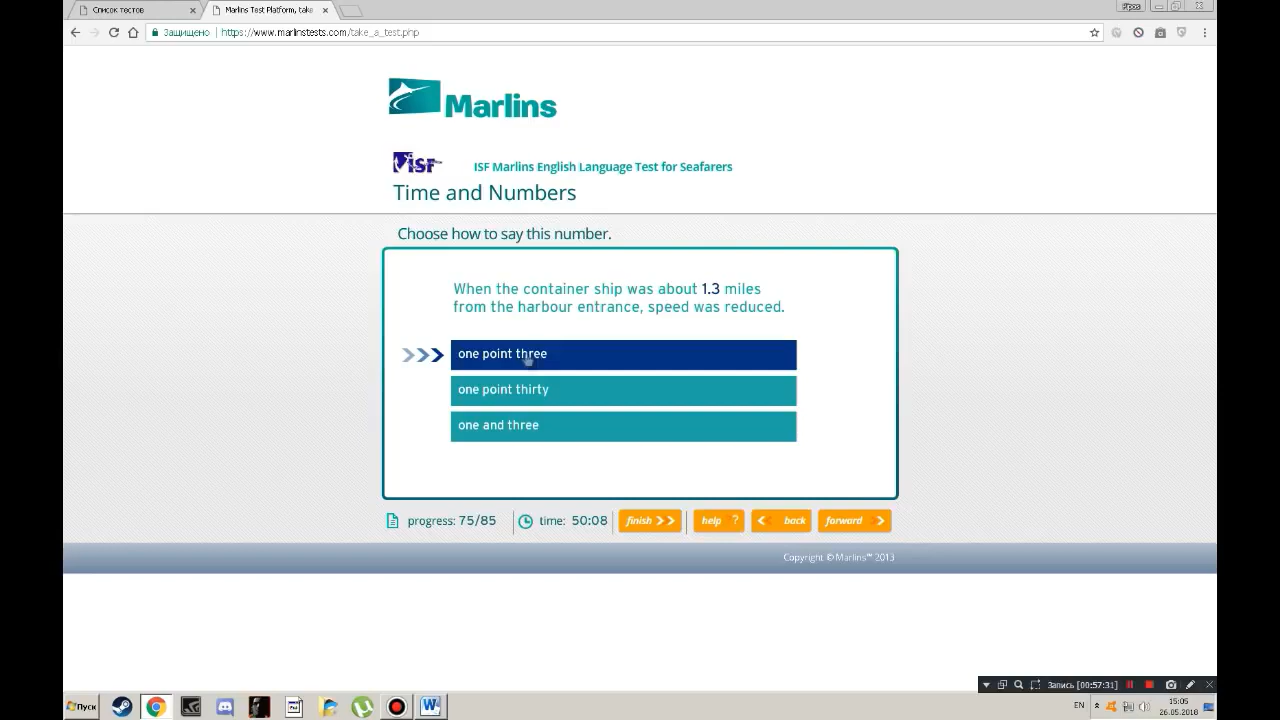 Список тестов
Marlins Test Platform, take
Защищено
https://www.marlinstests.com/take_a_test.php
Marlins
ISF
ISF Marlins English Language Test for Seafarers
Time and Numbers
Choose how to say this number.
When the container ship was about 1.3 miles
from the harbour entrance, speed was reduced.
one point three
one point thirty
one and three
progress: 75/85
time: 50:08
finish
help ?
back
forward
Copyright © Marlins™ 2013
Запись [00:57:31]
Пуск
W
EN
15:05
26.05.2018